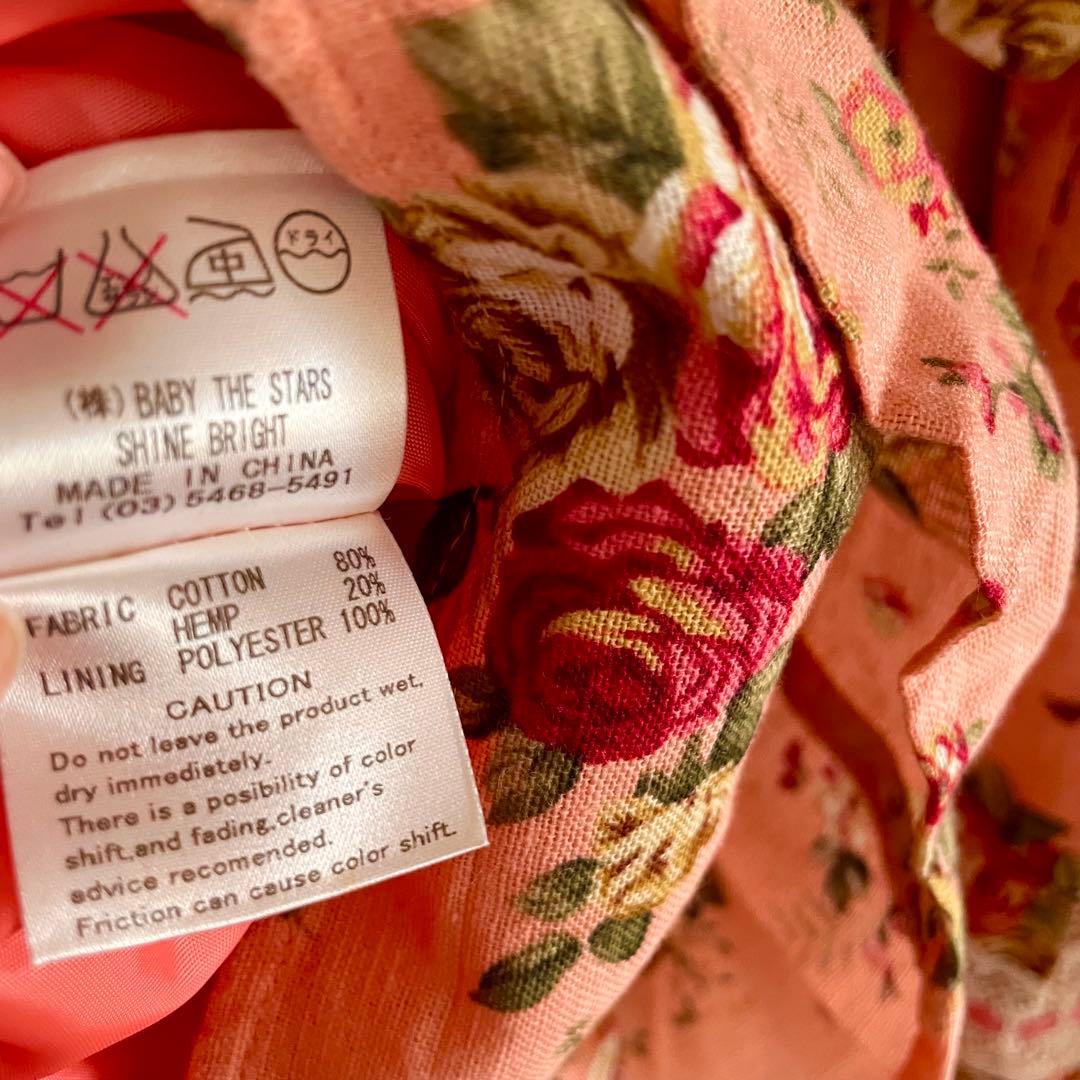 中 ドライ
(株) BABY THE STARS
SHINE BRIGHT
MADE IN CHINA
Tel (03) 5468-5491
FABRIC COTTON 80%
HEMP 20%
LINING POLYESTER 100%
CAUTION
Do not leave the product wet,
dry immediately.
There is a posibility of color
shift,and fading,cleaner's
advice recomended.
Friction can cause color shift.